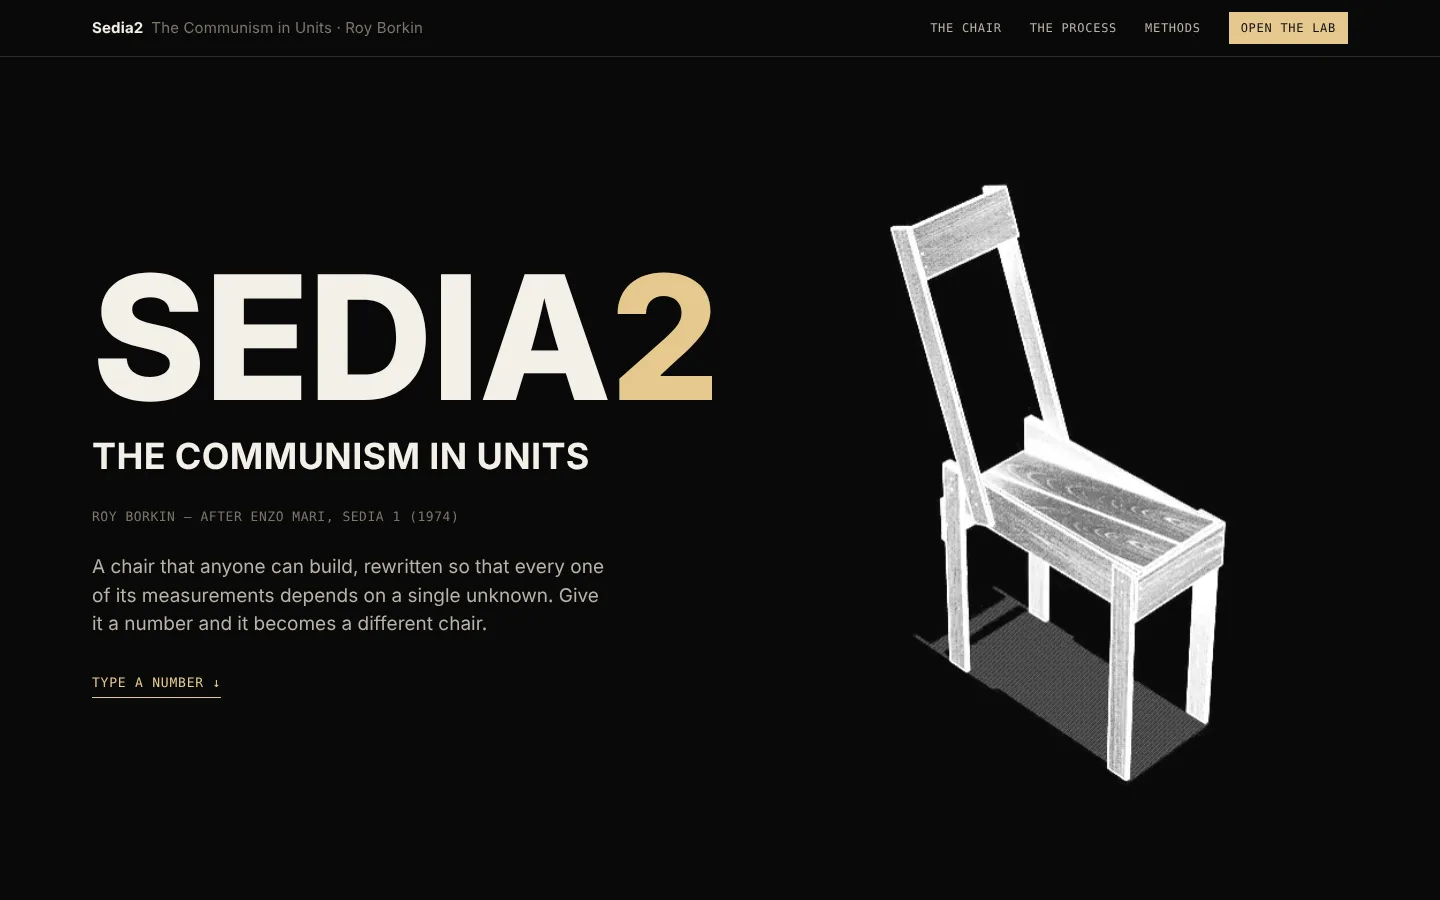 Sedia2 The Communism in Units · Roy Borkin
THE CHAIR THE PROCESS METHODS OPEN THE LAB
SEDIA2
THE COMMUNISM IN UNITS
ROY BORKIN — AFTER ENZO MARI, SEDIA 1 (1974)
A chair that anyone can build, rewritten so that every one
of its measurements depends on a single unknown. Give
it a number and it becomes a different chair.
TYPE A NUMBER ↓